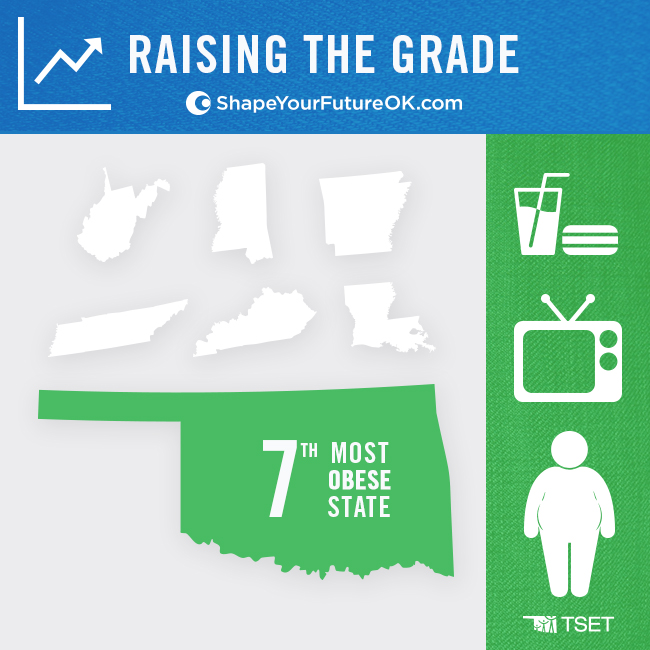 RAISING THE GRADE
ShapeYourFutureOK.com
7TH MOST
OBESE
STATE
TSET